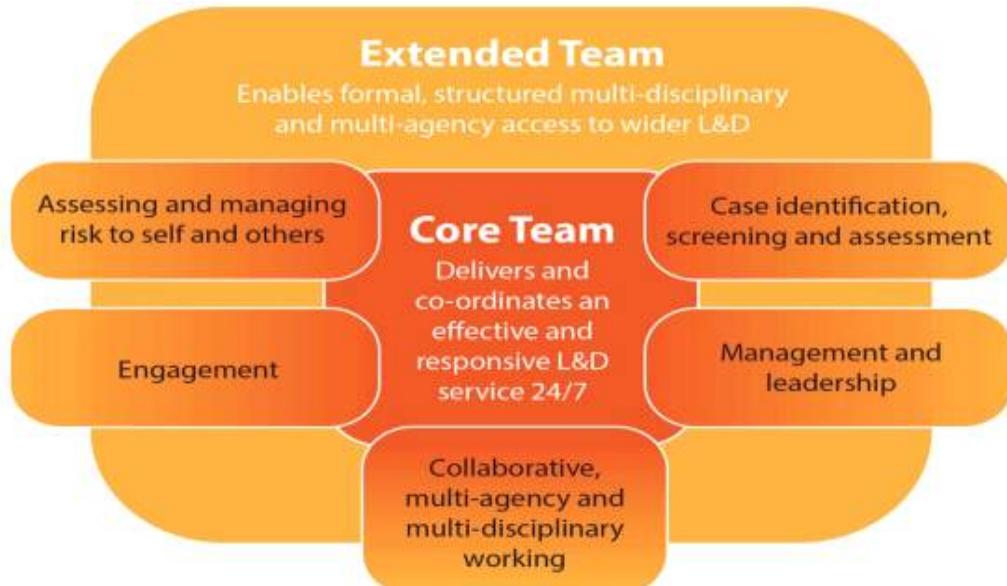 Extended Team
Enables formal, structured multi-disciplinary
and multi-agency access to wider L&D
Assessing and managing
risk to self and others
Core Team
Delivers and
co-ordinates an
effective and
responsive L&D
service 24/7
Case identification,
screening and assessment
Engagement
Management and
leadership
Collaborative,
multi-agency and
multi-disciplinary
working